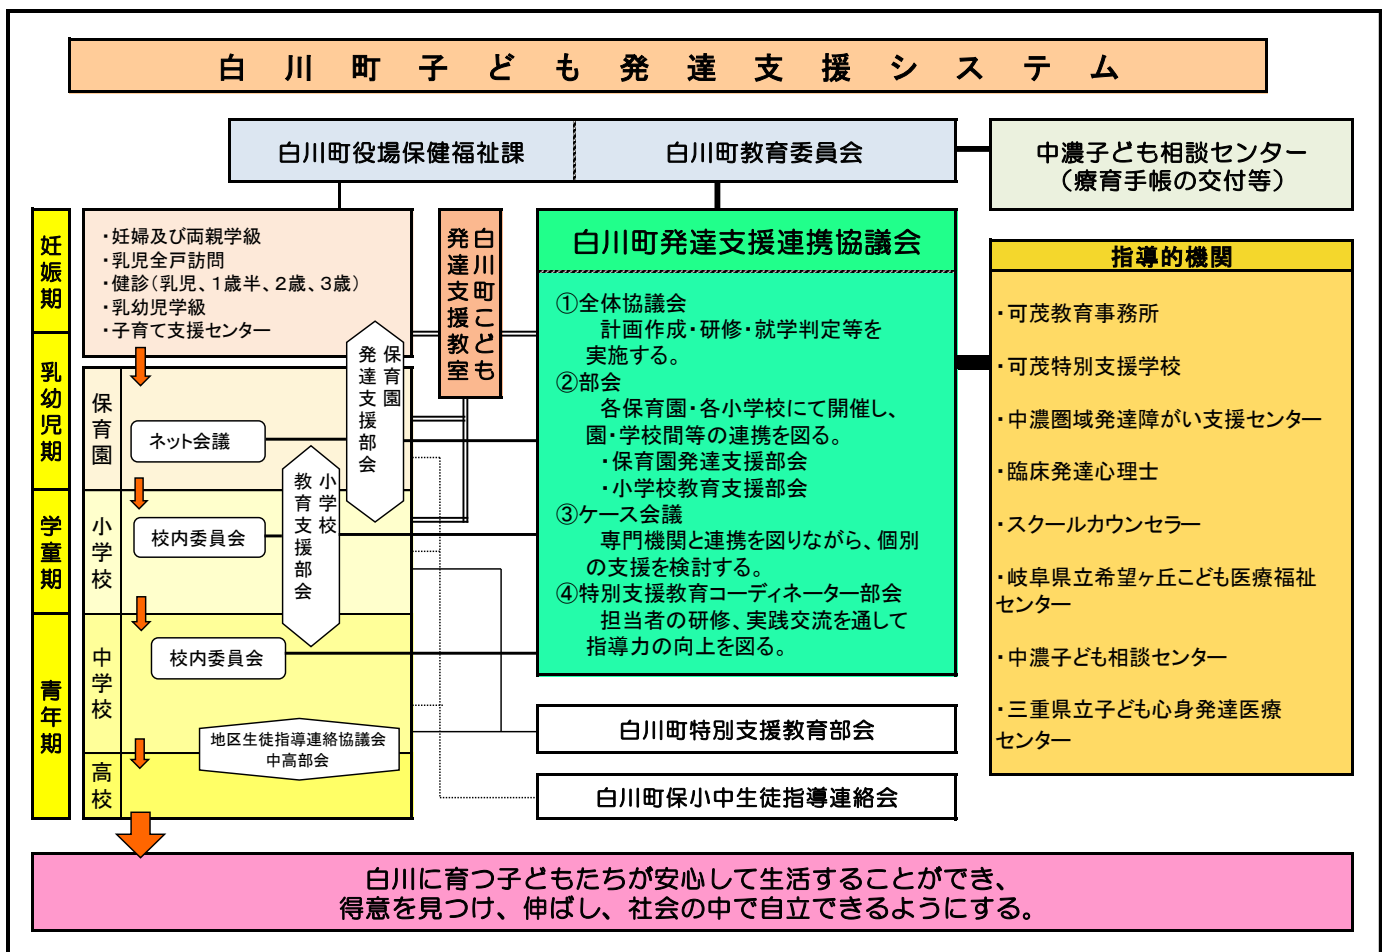 白川町子ども発達支援システム
白川町役場保健福祉課
白川町教育委員会
中濃子ども相談センター
（療育手帳の交付等）
妊娠期
乳幼児期
学童期
青年期
・妊婦及び両親学級
・乳児全戸訪問
・健診（乳児、１歳半、２歳、３歳）
・乳幼児学級
・子育て支援センター
保育園
小学校
中学校
高校
ネット会議
校内委員会
校内委員会
保育園
発達支援部会
小学校
教育支援部会
地区生徒指導連絡協議会
中高部会
白川町こども
発達支援教室
白川町発達支援連携協議会
①全体協議会
計画作成・研修・就学判定等を
実施する。
②部会
各保育園・各小学校にて開催し、
園・学校間等の連携を図る。
・保育園発達支援部会
・小学校教育支援部会
③ケース会議
専門機関と連携を図りながら、個別
の支援を検討する。
④特別支援教育コーディネーター部会
担当者の研修、実践交流を通して
指導力の向上を図る。
白川町特別支援教育部会
白川町保小中生徒指導連絡会
指導的機関
・可茂教育事務所
・可茂特別支援学校
・中濃圏域発達障がい支援センター
・臨床発達心理士
・スクールカウンセラー
・岐阜県立希望ヶ丘こども医療福祉
センター
・中濃子ども相談センター
・三重県立子ども心身発達医療
センター
白川に育つ子どもたちが安心して生活することができ、
得意を見つけ、伸ばし、社会の中で自立できるようにする。